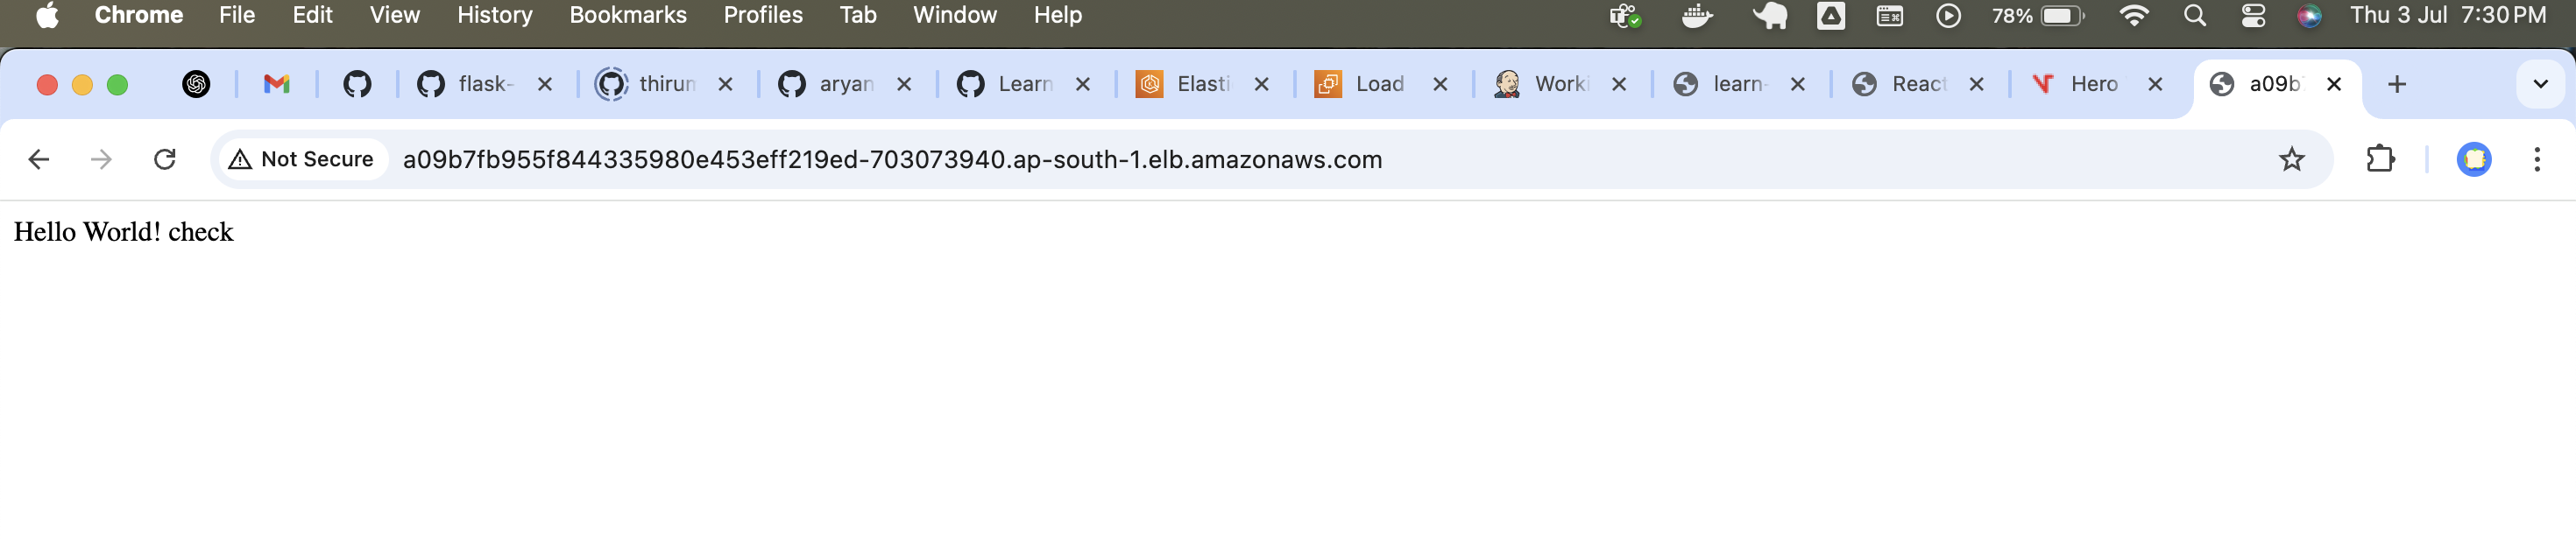 Chrome File Edit View History Bookmarks Profiles Tab Window Help 78% Thu 3 Jul 7:30 PM
flask- thirum aryan Learn Elasti Load Worki learn- React Hero a09b
Not Secure a09b7fb955f844335980e453eff219ed-703073940.ap-south-1.elb.amazonaws.com
Hello World! check